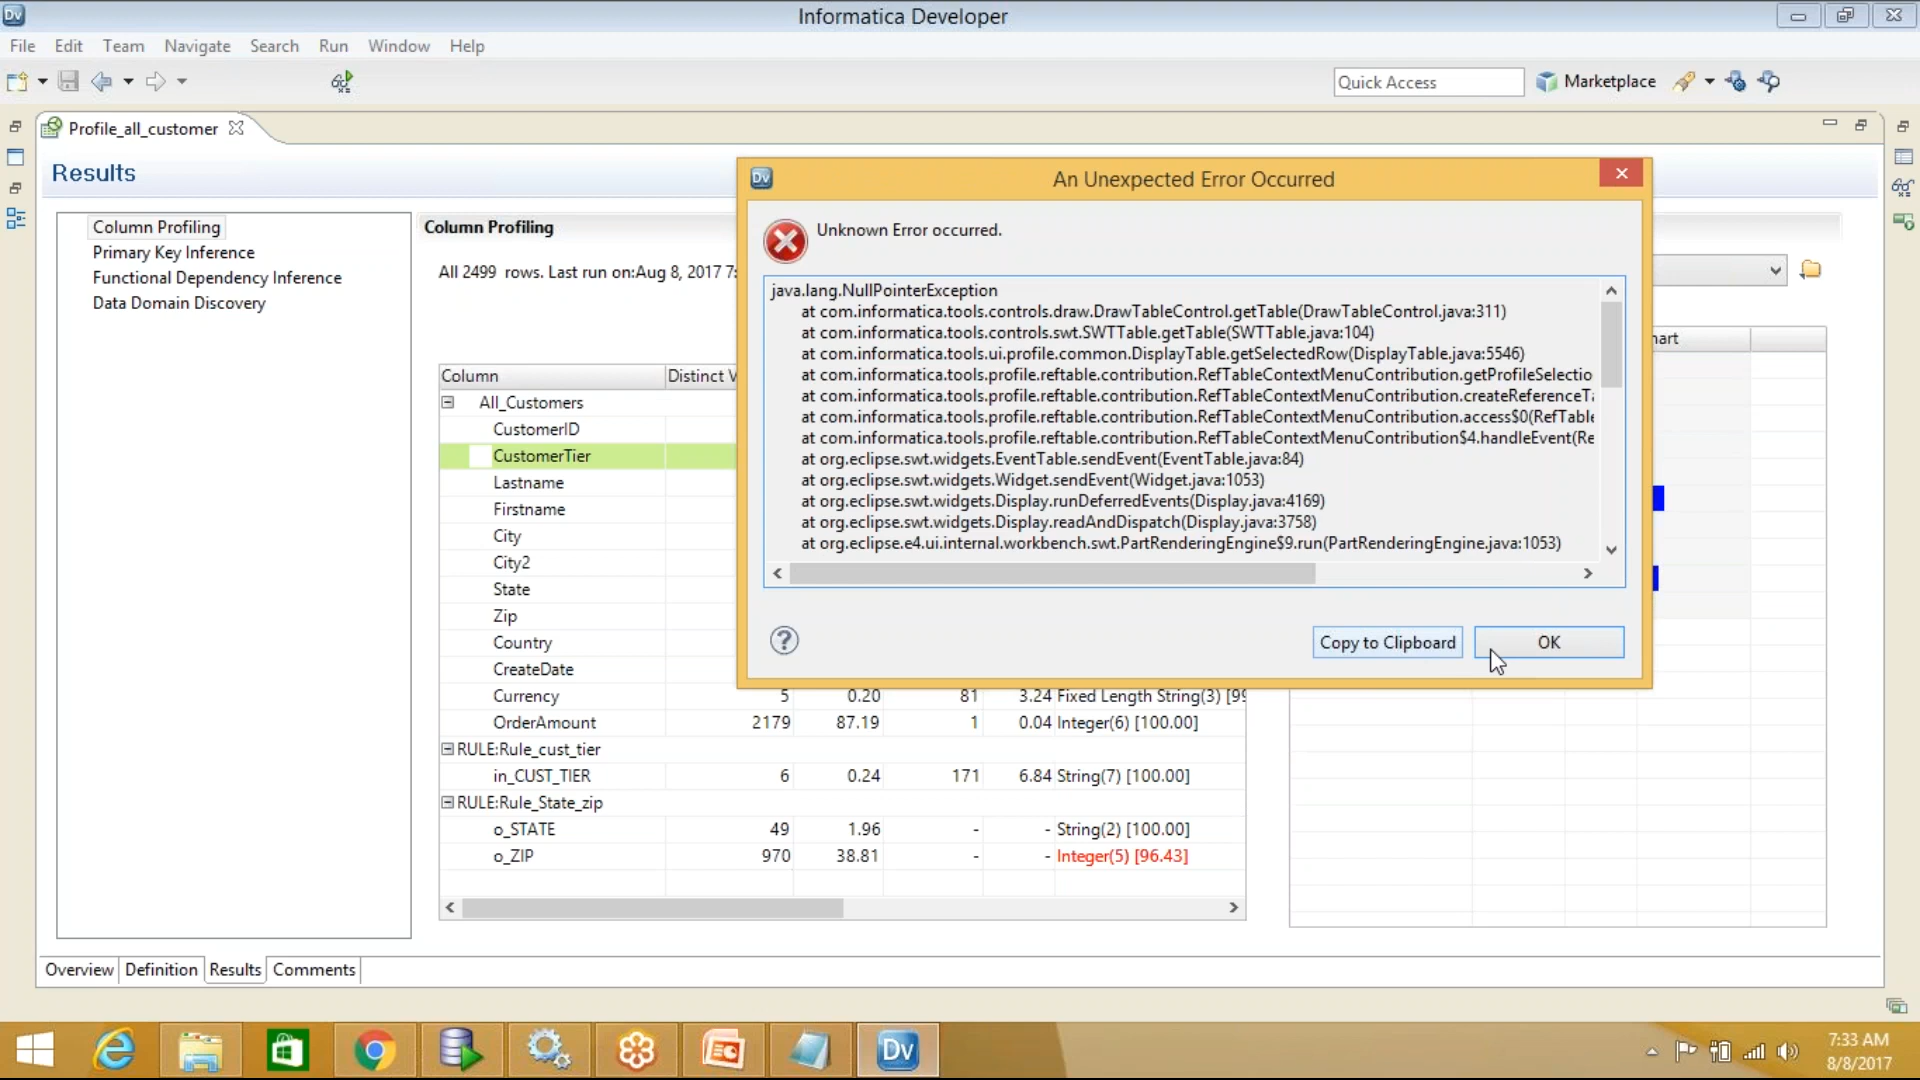 Dv
Informatica Developer
File Edit Team Navigate Search Run Window Help
Quick Access
Marketplace
Profile_all_customer
Results
Column Profiling
Primary Key Inference
Functional Dependency Inference
Data Domain Discovery
Column Profiling
All 2499 rows. Last run on:Aug 8, 2017 7:
Column Distinct V
All_Customers
CustomerID
CustomerTier
Lastname
Firstname
City
City2
State
Zip
Country
CreateDate
Currency 5 0.20 81 3.24 Fixed Length String(3) [99
OrderAmount 2179 87.19 1 0.04 Integer(6) [100.00]
RULE:Rule_cust_tier
in_CUST_TIER 6 0.24 171 6.84 String(7) [100.00]
RULE:Rule_State_zip
o_STATE 49 1.96 - - String(2) [100.00]
o_ZIP 970 38.81 - - Integer(5) [96.43]
hart
Dv
An Unexpected Error Occurred
Unknown Error occurred.
java.lang.NullPointerException
at com.informatica.tools.controls.draw.DrawTableControl.getTable(DrawTableControl.java:311)
at com.informatica.tools.controls.swt.SWTTable.getTable(SWTTable.java:104)
at com.informatica.tools.ui.profile.common.DisplayTable.getSelectedRow(DisplayTable.java:5546)
at com.informatica.tools.profile.reftable.contribution.RefTableContextMenuContribution.getProfileSelectio
at com.informatica.tools.profile.reftable.contribution.RefTableContextMenuContribution.createReferenceTa
at com.informatica.tools.profile.reftable.contribution.RefTableContextMenuContribution.access$0(RefTable
at com.informatica.tools.profile.reftable.contribution.RefTableContextMenuContribution$4.handleEvent(Re
at org.eclipse.swt.widgets.EventTable.sendEvent(EventTable.java:84)
at org.eclipse.swt.widgets.Widget.sendEvent(Widget.java:1053)
at org.eclipse.swt.widgets.Display.runDeferredEvents(Display.java:4169)
at org.eclipse.swt.widgets.Display.readAndDispatch(Display.java:3758)
at org.eclipse.e4.ui.internal.workbench.swt.PartRenderingEngine$9.run(PartRenderingEngine.java:1053)
Copy to Clipboard
OK
Overview Definition Results Comments
Dv
7:33 AM
8/8/2017